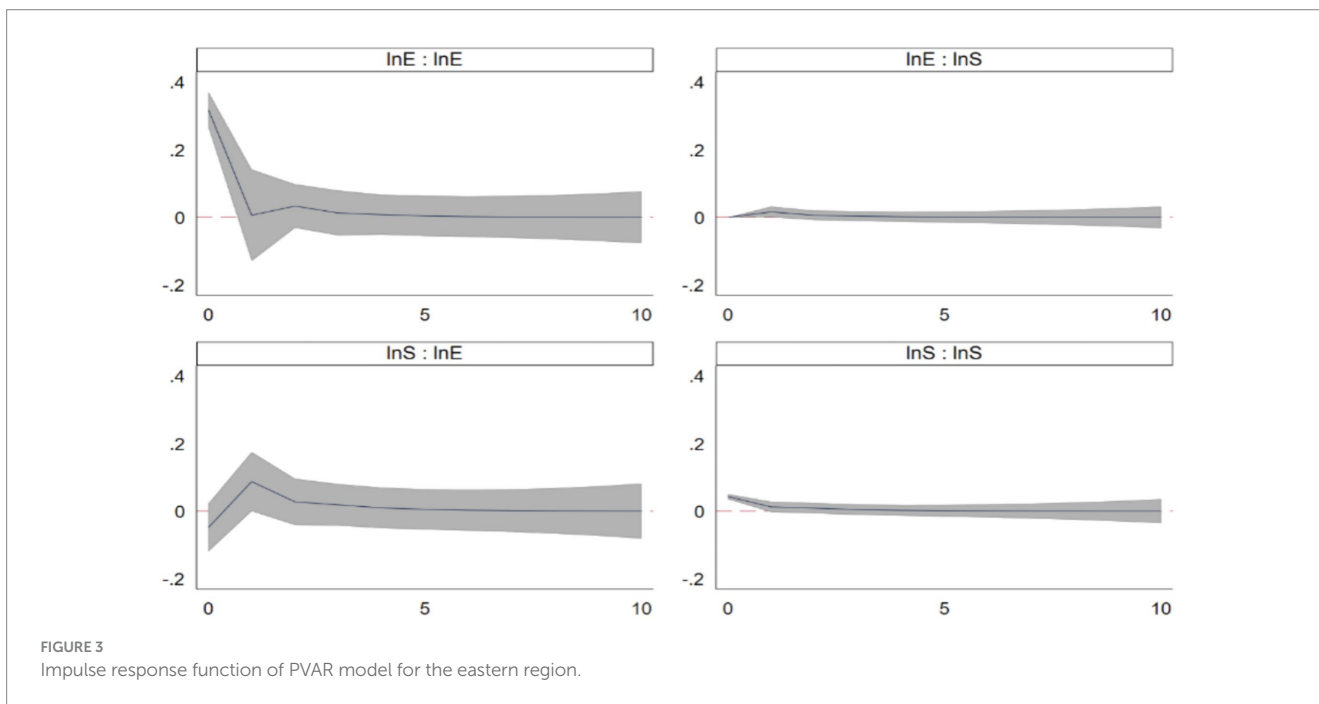 lnE : lnE
lnE : lnS
.4
.2
0
-.2
0 5 10
.4
.2
0
-.2
0 5 10
lnS : lnE
lnS : lnS
.4
.2
0
-.2
0 5 10
.4
.2
0
-.2
0 5 10
FIGURE 3
Impulse response function of PVAR model for the eastern region.